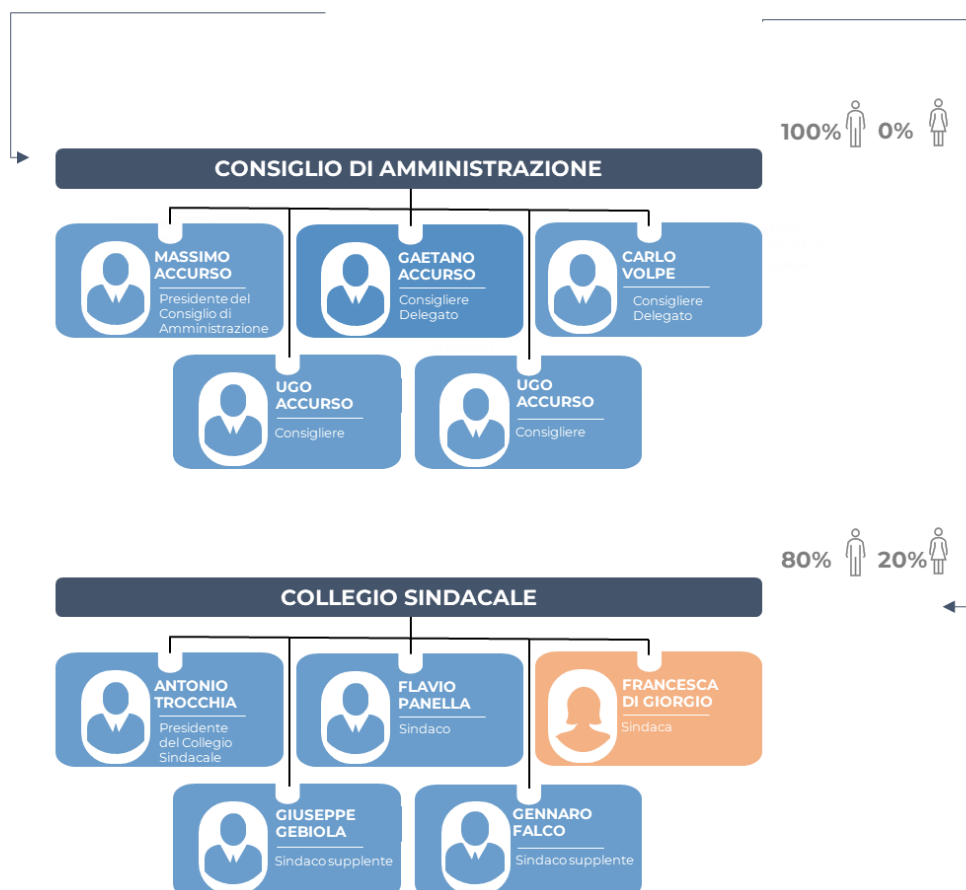 100% 0%
CONSIGLIO DI AMMINISTRAZIONE
MASSIMO
ACCURSO
Presidente del
Consiglio di
Amministrazione
GAETANO
ACCURSO
Consigliere
Delegato
CARLO
VOLPE
Consigliere
Delegato
UGO
ACCURSO
Consigliere
UGO
ACCURSO
Consigliere
80% 20%
COLLEGIO SINDACALE
ANTONIO
TROCCHIA
Presidente
del Collegio
Sindacale
FLAVIO
PANELLA
Sindaco
FRANCESCA
DI GIORGIO
Sindaca
GIUSEPPE
GEBIOLA
Sindaco supplente
GENNARO
FALCO
Sindaco supplente